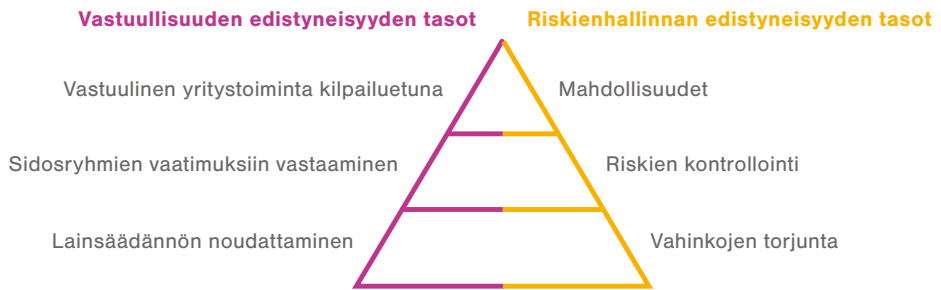 Vastuullisuuden edistyneisyyden tasot
Riskienhallinnan edistyneisyyden tasot
Vastuulinen yritystoiminta kilpailuetuna
Mahdollisuudet
Sidosryhmien vaatimuksiin vastaaminen
Riskien kontrollointi
Lainsäädännön noudattaminen
Vahinkojen torjunta